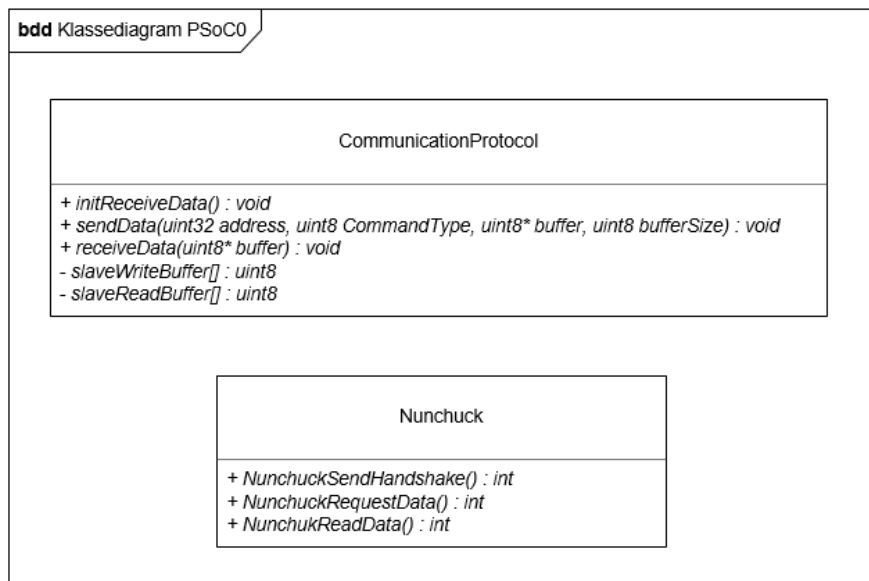 bdd Klassediagram PSoC0
CommunicationProtocol
+ initReceiveData() : void
+ sendData(uint32 address, uint8 CommandType, uint8* buffer, uint8 bufferSize) : void
+ receiveData(uint8* buffer) : void
- slaveWriteBuffer[] : uint8
- slaveReadBuffer[] : uint8
Nunchuck
+ NunchuckSendHandshake() : int
+ NunchuckRequestData() : int
+ NunchukReadData() : int